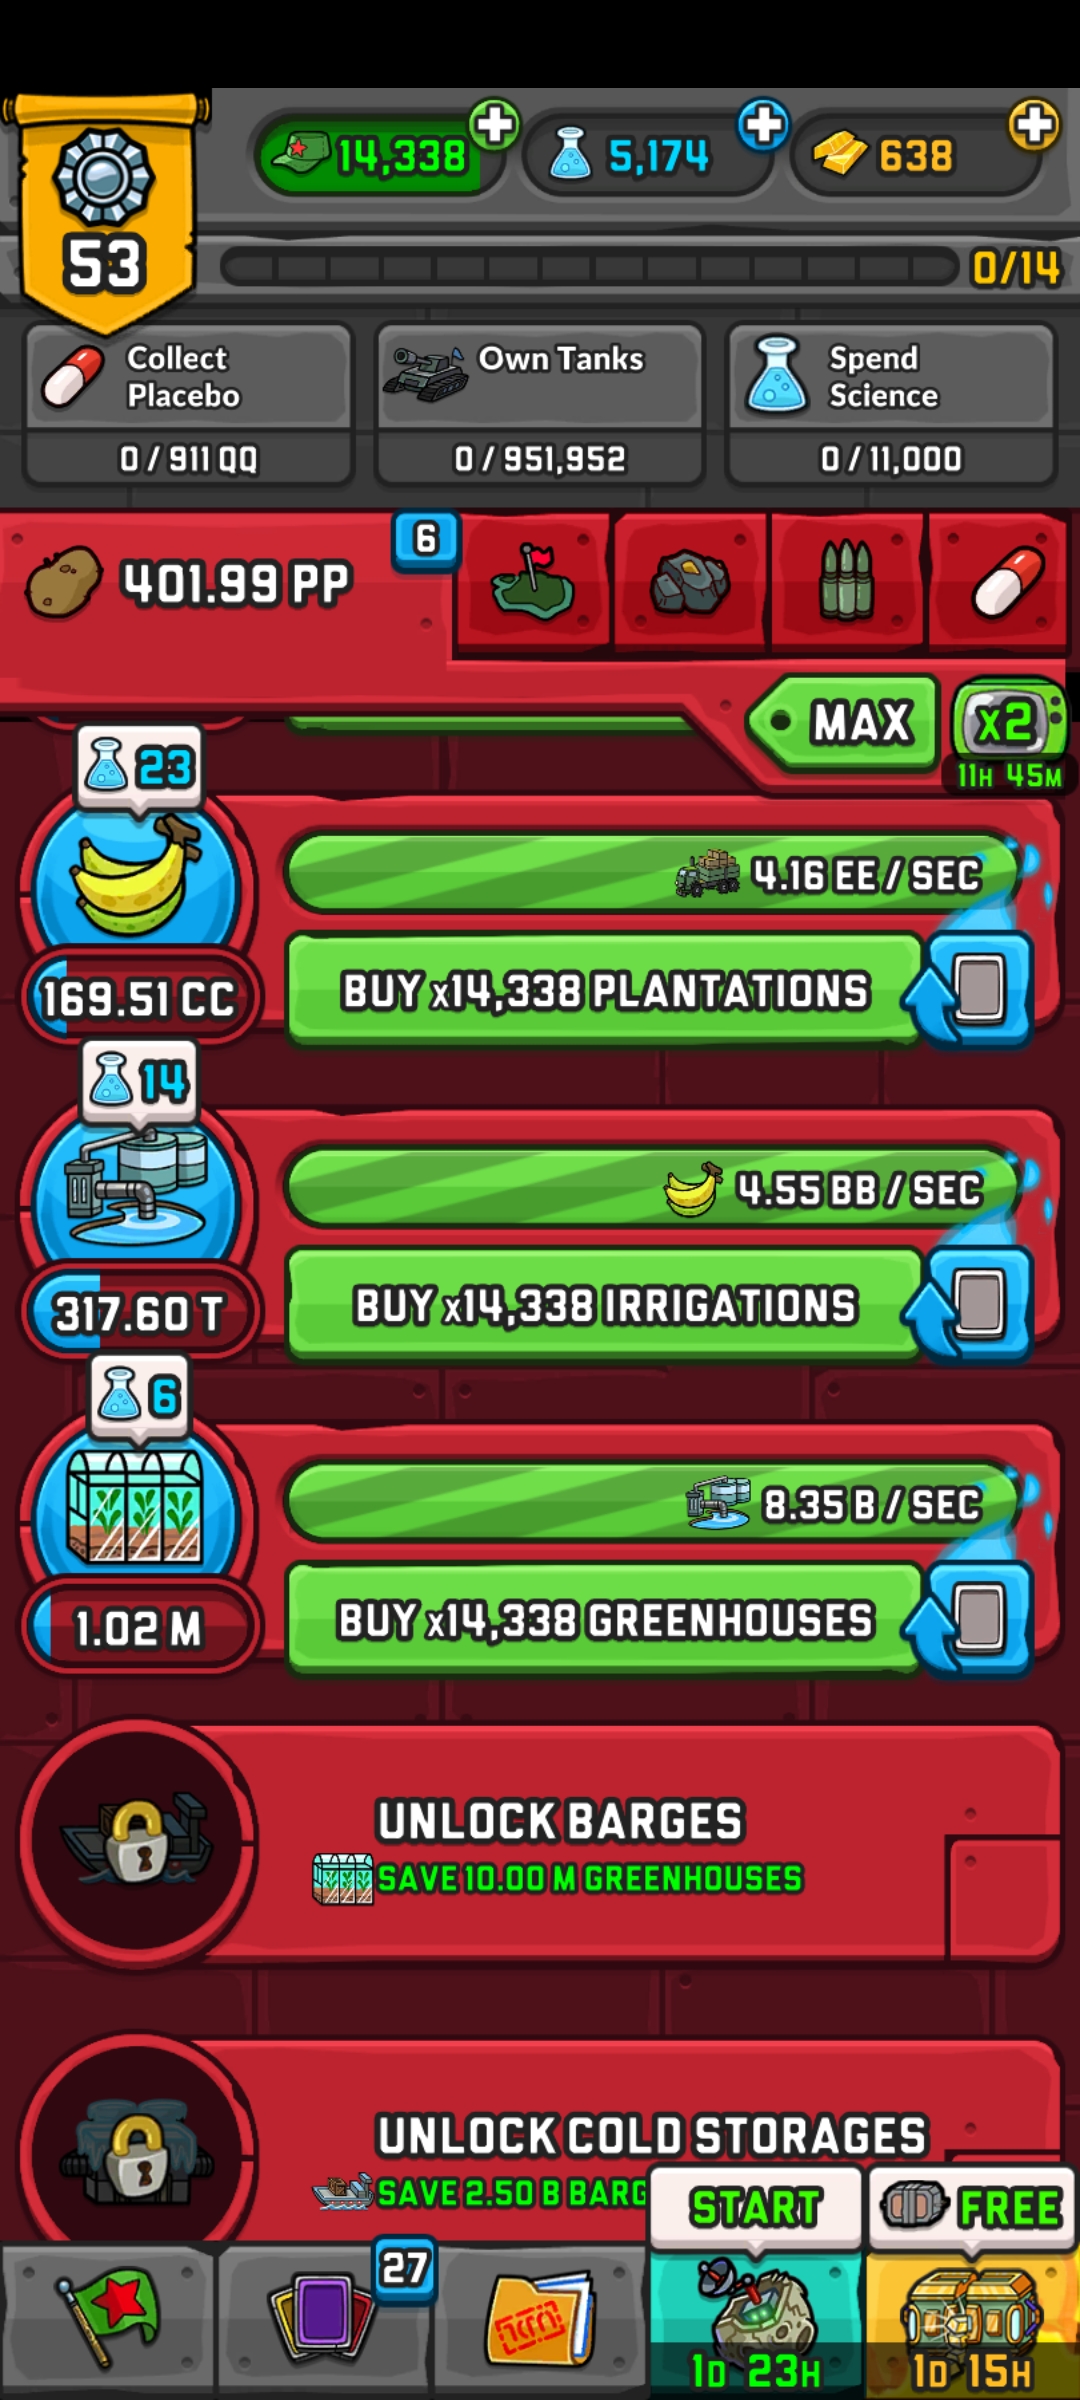 14,338
5,174
638
53
0/14
Collect
Placebo
0 / 911 QQ
Own Tanks
0 / 951,952
Spend
Science
0 / 11,000
401.99 PP
6
MAX
x2
11H 45M
23
4.16 EE / SEC
169.51 CC
BUY x14,338 PLANTATIONS
14
4.55 BB / SEC
317.60 T
BUY x14,338 IRRIGATIONS
6
8.35 B / SEC
1.02 M
BUY x14,338 GREENHOUSES
UNLOCK BARGES
SAVE 10.00 M GREENHOUSES
UNLOCK COLD STORAGES
SAVE 2.50 B BARG
START
FREE
27
1D 23H
1D 15H